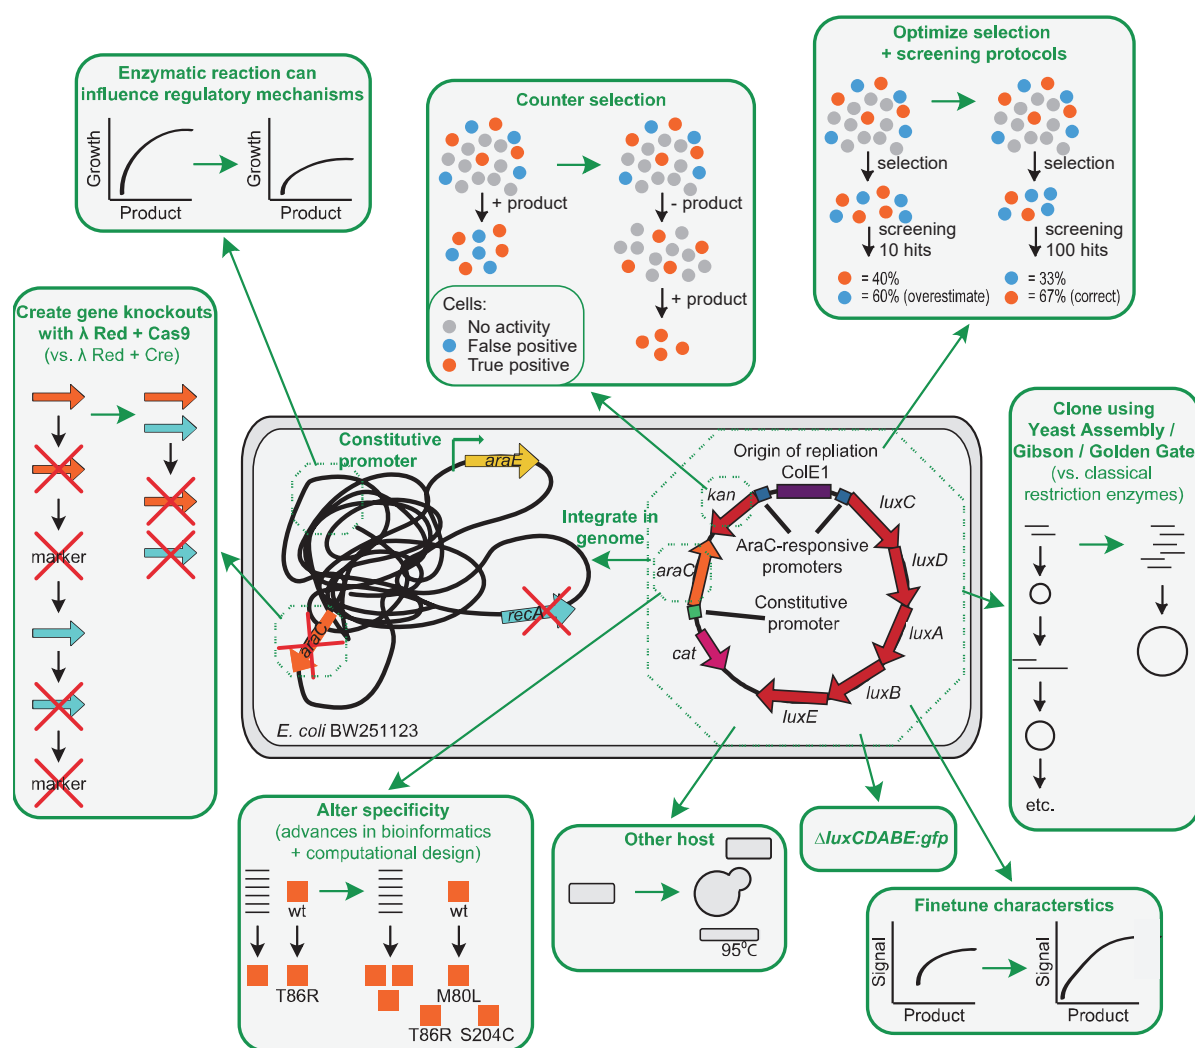 Enzymatic reaction can
influence regulatory mechanisms
Growth
Product
Growth
Product
Counter selection
+ product
- product
+ product
Cells:
No activity
False positive
True positive
Optimize selection
+ screening protocols
selection
selection
screening
10 hits
screening
100 hits
= 40%
= 60% (overestimate)
= 33%
= 67% (correct)
Create gene knockouts
with λ Red + Cas9
(vs. λ Red + Cre)
marker
marker
Constitutive
promoter
araE
recA
araC
E. coli BW251123
Integrate in
genome
Origin of repliation
ColE1
kan
luxC
luxD
luxA
luxB
luxE
cat
araC
AraC-responsive
promoters
Constitutive
promoter
Clone using
Yeast Assembly /
Gibson / Golden Gate
(vs. classical
restriction enzymes)
etc.
Alter specificity
(advances in bioinformatics
+ computational design)
wt
T86R
wt
M80L
T86R
S204C
Other host
95⁰C
ΔluxCDABE:gfp
Finetune characterstics
Signal
Product
Signal
Product